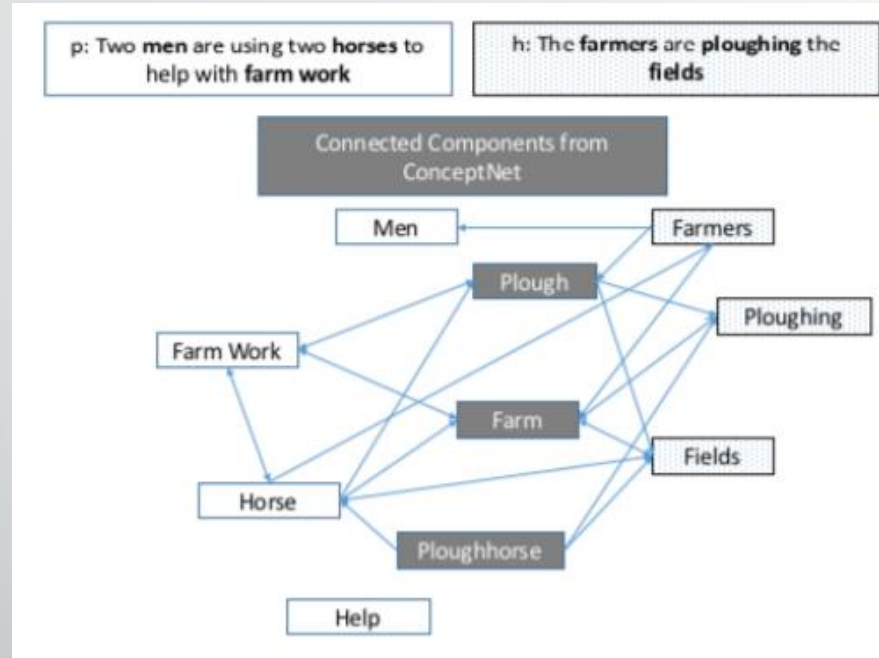 p: Two men are using two horses to
help with farm work
h: The farmers are ploughing the
fields
Connected Components from
ConceptNet
Men
Farmers
Plough
Ploughing
Farm Work
Farm
Fields
Horse
Ploughhorse
Help